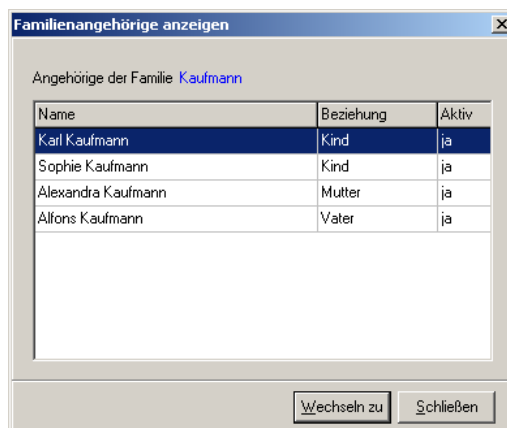 Familienangehörige anzeigen
Angehörige der Familie Kaufmann
Name Beziehung Aktiv
Karl Kaufmann Kind ja
Sophie Kaufmann Kind ja
Alexandra Kaufmann Mutter ja
Alfons Kaufmann Vater ja
Wechseln zu Schließen